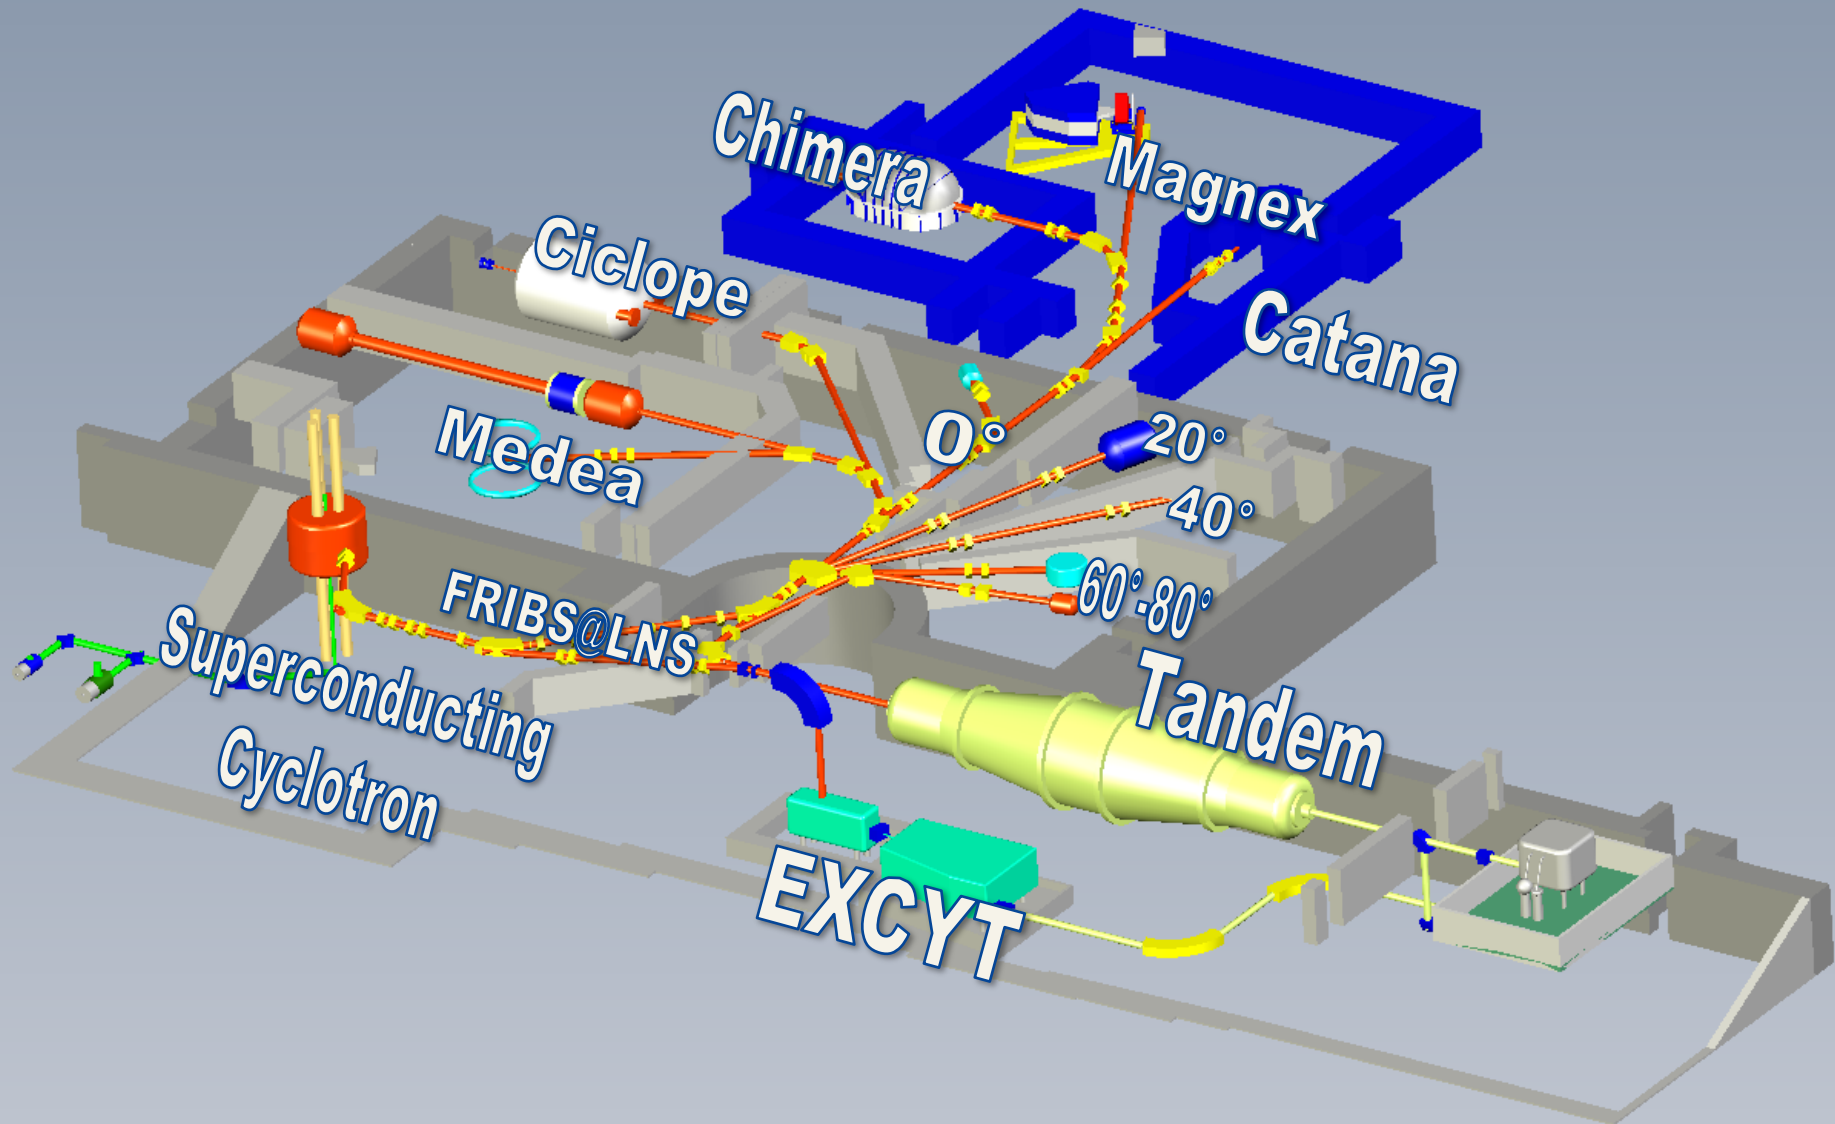 Chimera
Magnex
Ciclope
Catana
Medea
0°
20°
40°
60°-80°
FRIBS@LNS
Superconducting
Cyclotron
Tandem
EXCYT